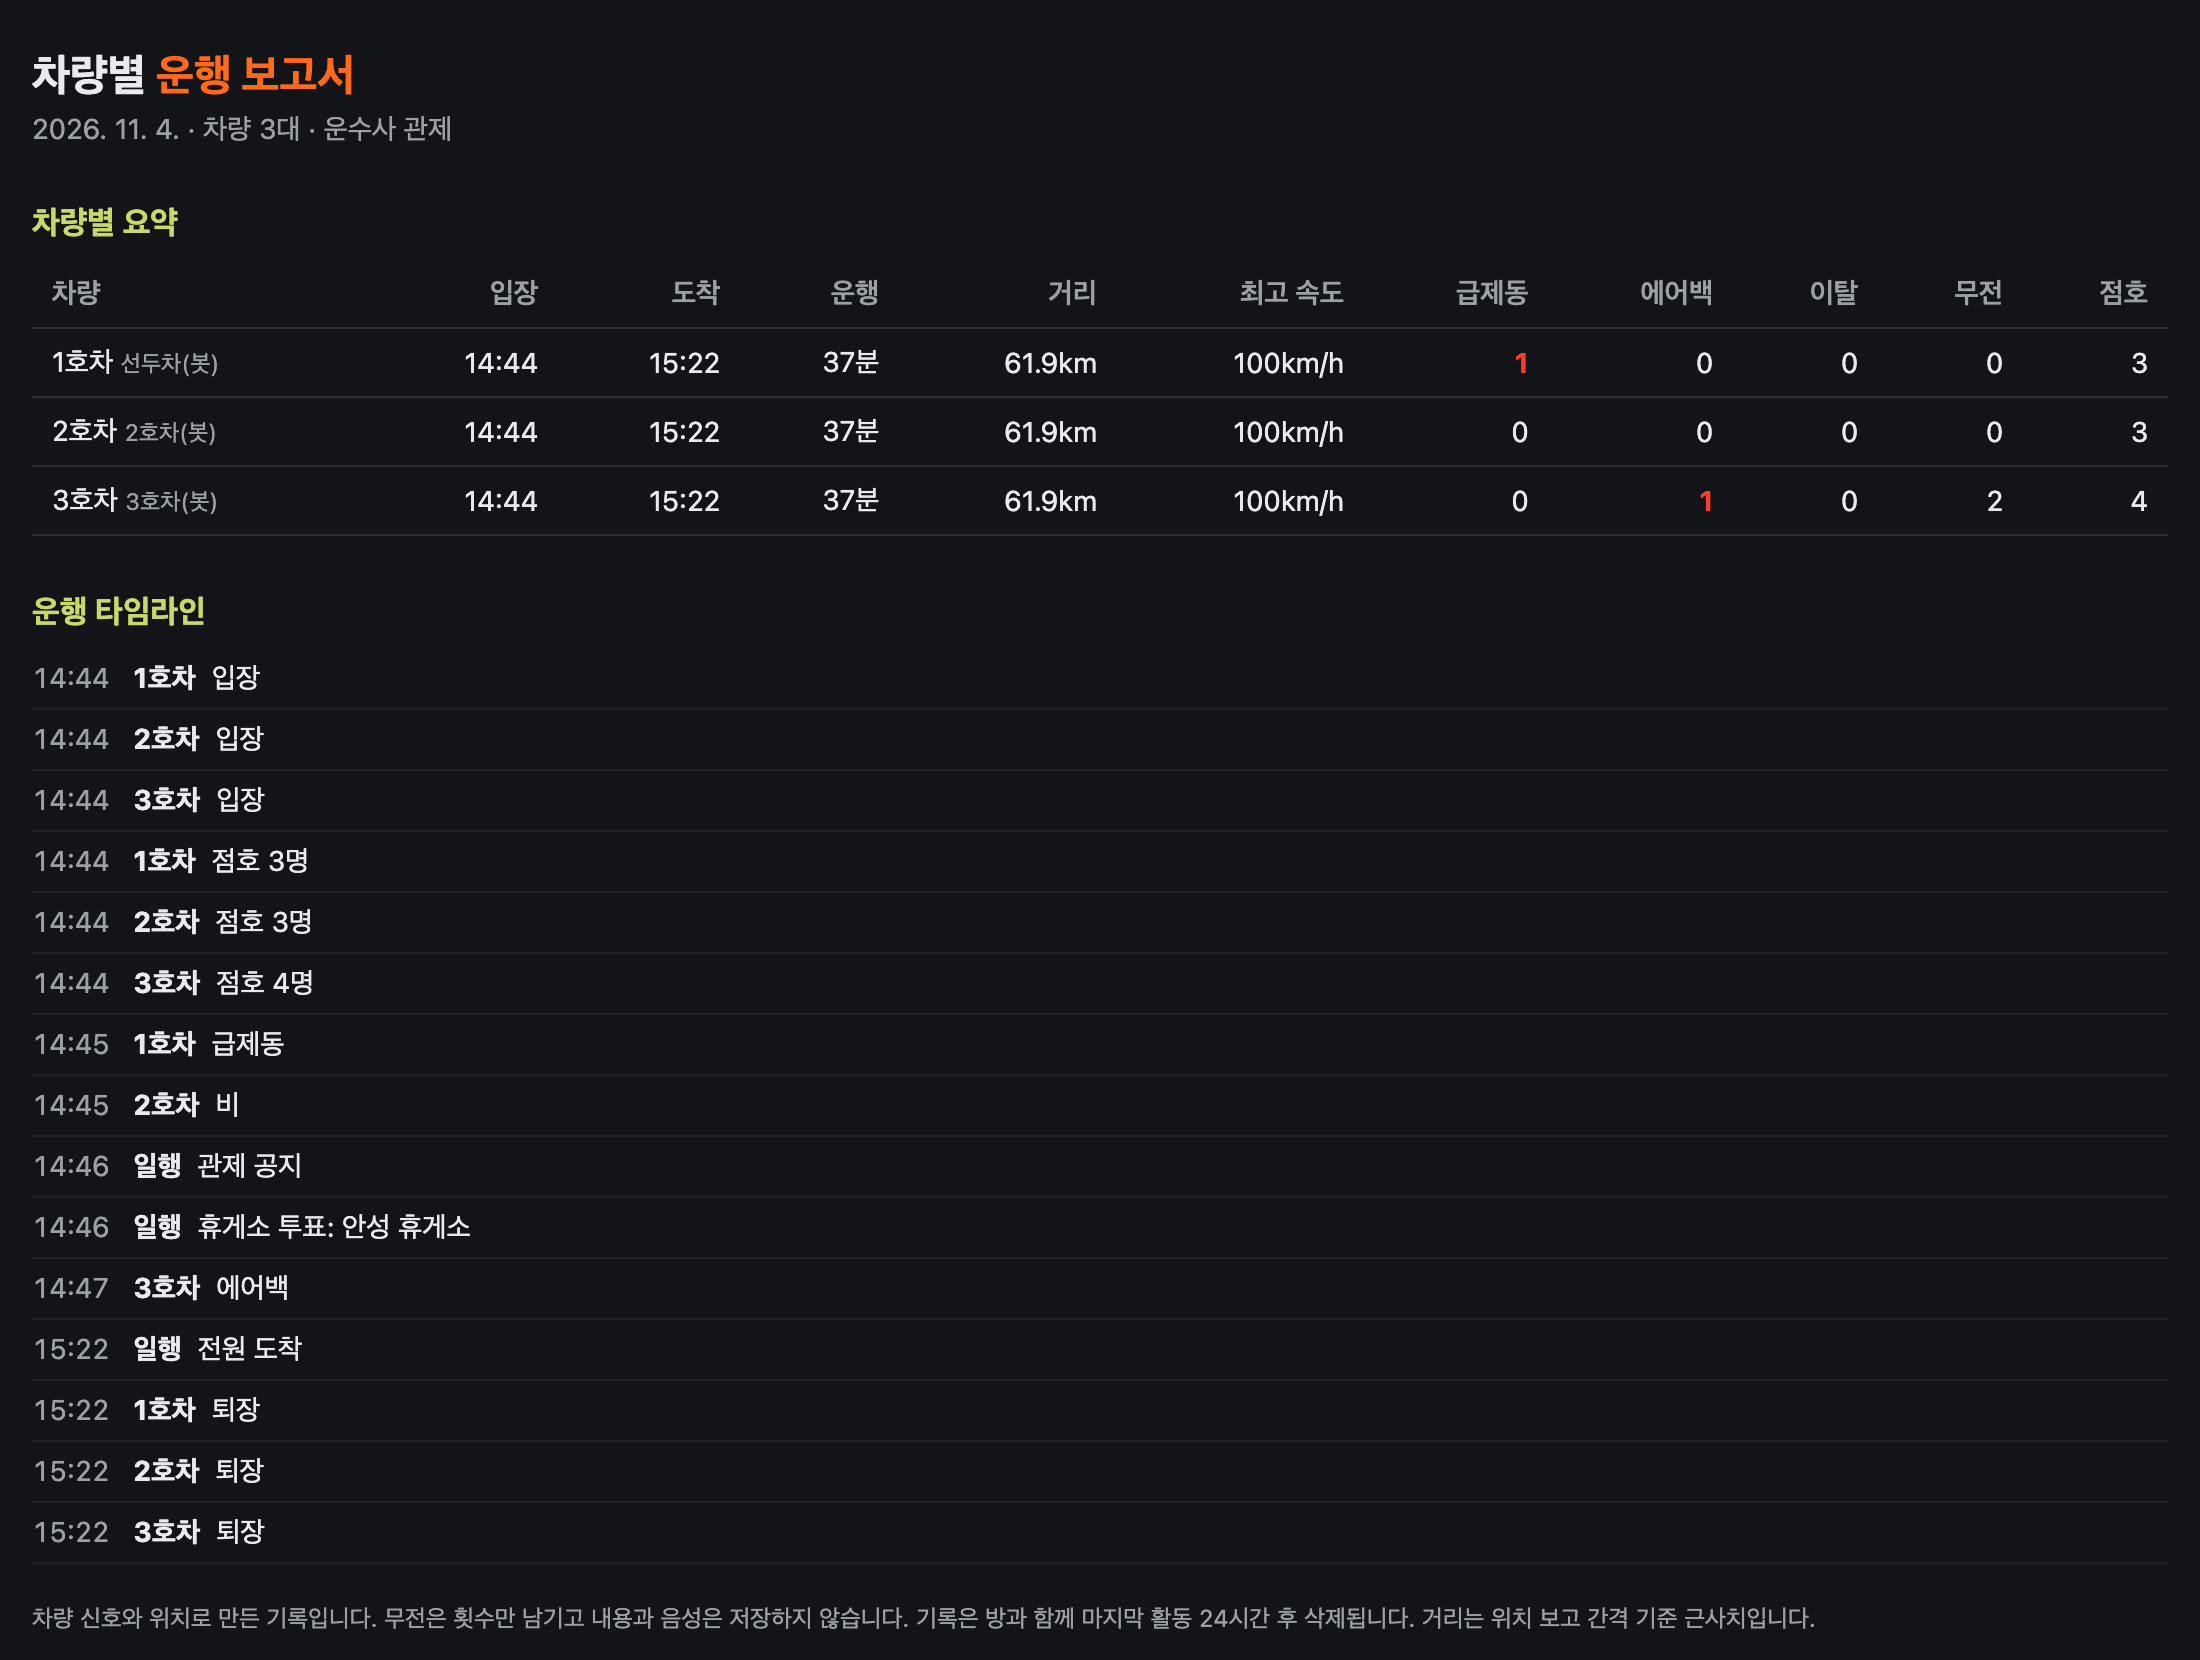 차량별 운행 보고서
2026. 11. 4. · 차량 3대 · 운수사 관제
차량별 요약
차량 입장 도착 운행 거리 최고 속도 급제동 에어백 이탈 무전 점호
1호차 선두차(봇) 14:44 15:22 37분 61.9km 100km/h 1 0 0 0 3
2호차 2호차(봇) 14:44 15:22 37분 61.9km 100km/h 0 0 0 0 3
3호차 3호차(봇) 14:44 15:22 37분 61.9km 100km/h 0 1 0 2 4
운행 타임라인
14:44 1호차 입장
14:44 2호차 입장
14:44 3호차 입장
14:44 1호차 점호 3명
14:44 2호차 점호 3명
14:44 3호차 점호 4명
14:45 1호차 급제동
14:45 2호차 비
14:46 일행 관제 공지
14:46 일행 휴게소 투표: 안성 휴게소
14:47 3호차 에어백
15:22 일행 전원 도착
15:22 1호차 퇴장
15:22 2호차 퇴장
15:22 3호차 퇴장
차량 신호와 위치로 만든 기록입니다. 무전은 횟수만 남기고 내용과 음성은 저장하지 않습니다. 기록은 방과 함께 마지막 활동 24시간 후 삭제됩니다. 거리는 위치 보고 간격 기준 근사치입니다.